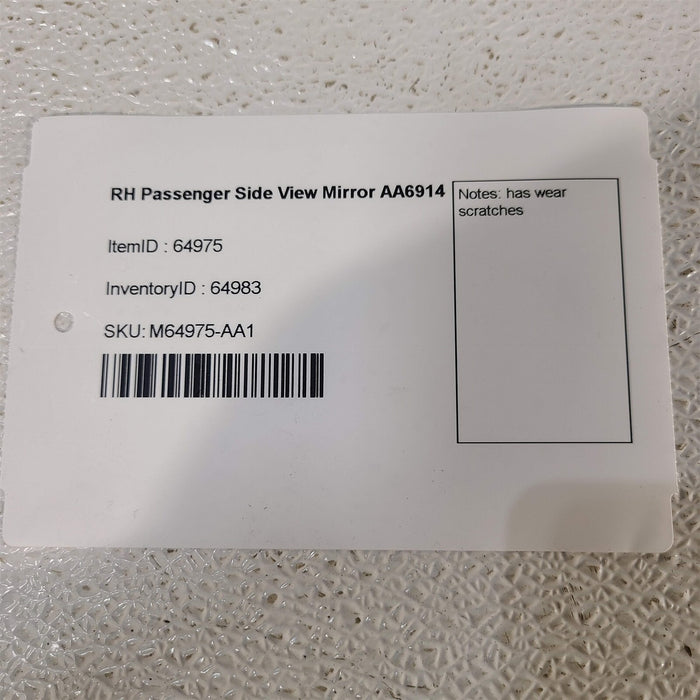 RH Passenger Side View Mirror AA6914
Notes: has wear
scratches
ItemID : 64975
InventoryID : 64983
SKU: M64975-AA1